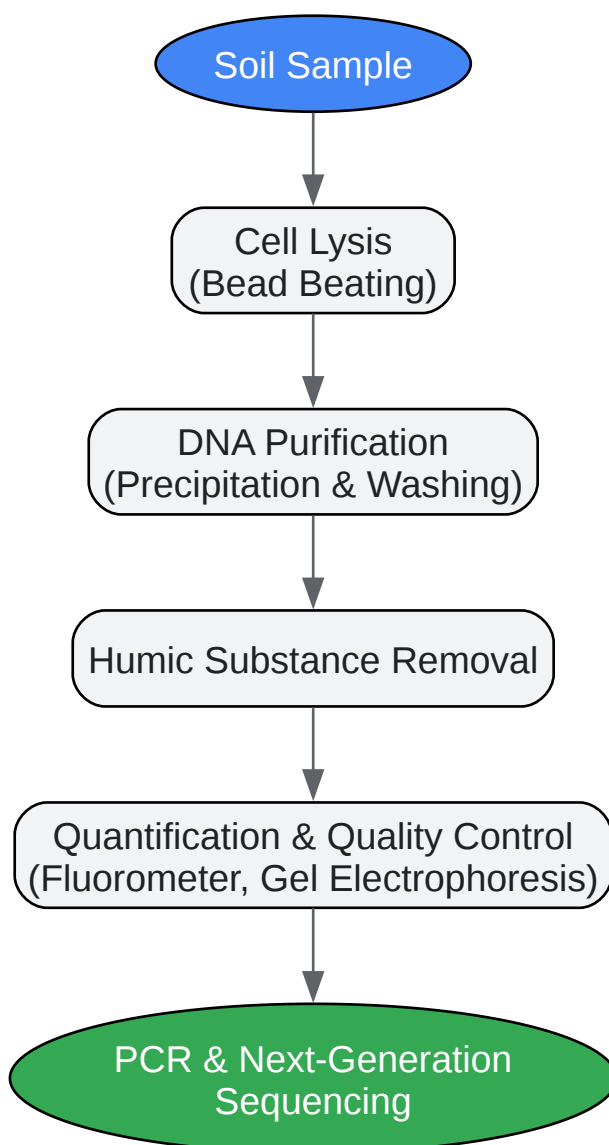 Soil Sample
Cell Lysis
(Bead Beating)
DNA Purification
(Precipitation & Washing)
Humic Substance Removal
Quantification & Quality Control
(Fluorometer, Gel Electrophoresis)
PCR & Next-Generation
Sequencing